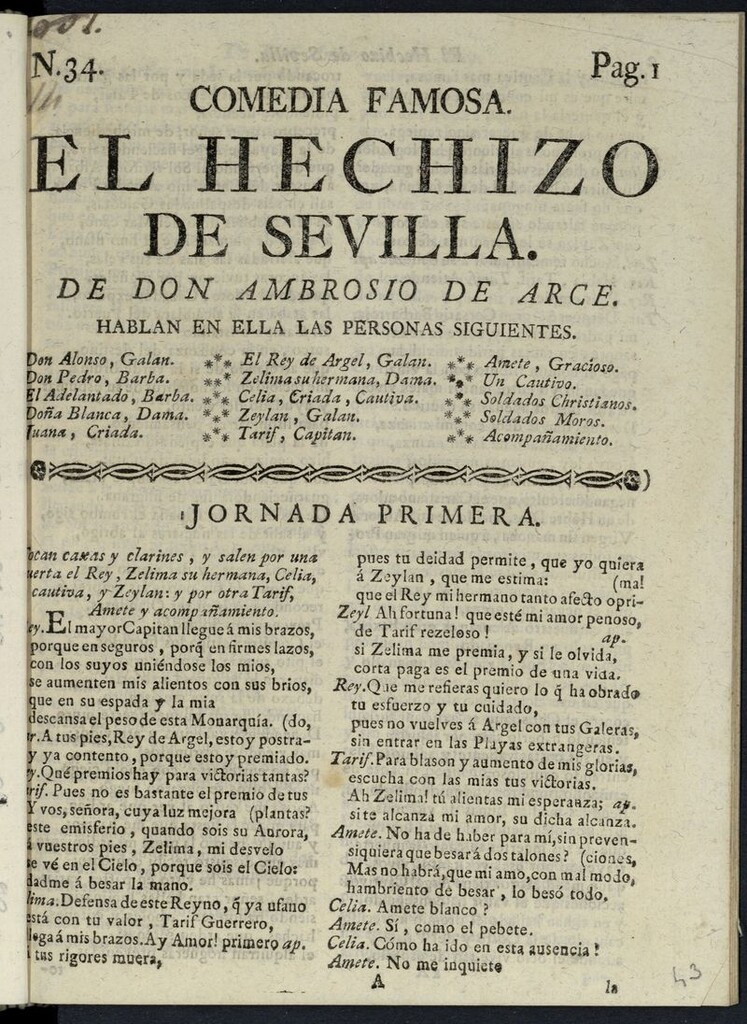 N.34. Pag. 1
COMEDIA FAMOSA.
EL HECHIZO
DE SEVILLA.
DE DON AMBROSIO DE ARCE.
HABLAN EN ELLA LAS PERSONAS SIGUIENTES.
Don Alonso, Galan.
Don Pedro, Barba.
El Adelantado, Barba.
Doña Blanca, Dama.
Juana, Criada.
El Rey de Argel, Galan.
Zelima su hermana, Dama.
Celia, Criada, Cautiva.
Zeylan, Galan.
Tarif, Capitan.
Amete, Gracioso.
Un Cautivo.
Soldados Christianos.
Soldados Moros.
Acompañamiento.
JORNADA PRIMERA.
ocan caxas y clarines, y salen por una
uerta el Rey, Zelima su hermana, Celia,
cautiva, y Zeylan: y por otra Tarif,
Amete y acompañamiento.
ey. El mayor Capitan llegue á mis brazos,
porque en seguros, porq̃ en firmes lazos,
con los suyos uniéndose los mios,
se aumenten mis alientos con sus brios,
que en su espada y la mia
descansa el peso de esta Monarquía. (do,
r. A tus pies, Rey de Argel, estoy postra-
y ya contento, porque estoy premiado.
y. Qué premios hay para victorias tantas?
rif. Pues no es bastante el premio de tus
Y vos, señora, cuya luz mejora (plantas?
este emisferio, quando sois su Aurora,
á vuestros pies, Zelima, mi desvelo
se vé en el Cielo, porque sois el Cielo:
dadme á besar la mano.
lima. Defensa de este Reyno, q̃ ya ufano
está con tu valor, Tarif Guerrero,
llega á mis brazos. Ay Amor! primero ap.
á tus rigores muera,
pues tu deidad permite, que yo quiera
á Zeylan, que me estima: (ma!
que el Rey mi hermano tanto afecto opri-
Zeyl Ah fortuna! que esté mi amor penoso,
de Tarif rezeloso! ap.
si Zelima me premia, y si le olvida,
corta paga es el premio de una vida.
Rey. Que me refieras quiero lo q̃ ha obrado
tu esfuerzo y tu cuidado,
pues no vuelves á Argel con tus Galeras,
sin entrar en las Playas extrangeras.
Tarif. Para blason y aumento de mis glorias,
escucha con las mias tus victorias.
Ah Zelima! tú alientas mi esperanza; ap.
si te alcanza mi amor, su dicha alcanza.
Amete. No ha de haber para mí, sin preven-
siquiera que besar á dos talones? (ciones,
Mas no habrá, que mi amo, con mal modo,
hambriento de besar, lo besó todo.
Celia. Amete blanco?
Amete. Sí, como el pebete.
Celia. Cómo ha ido en esta ausencia!
Amete. No me inquiete
A la
43